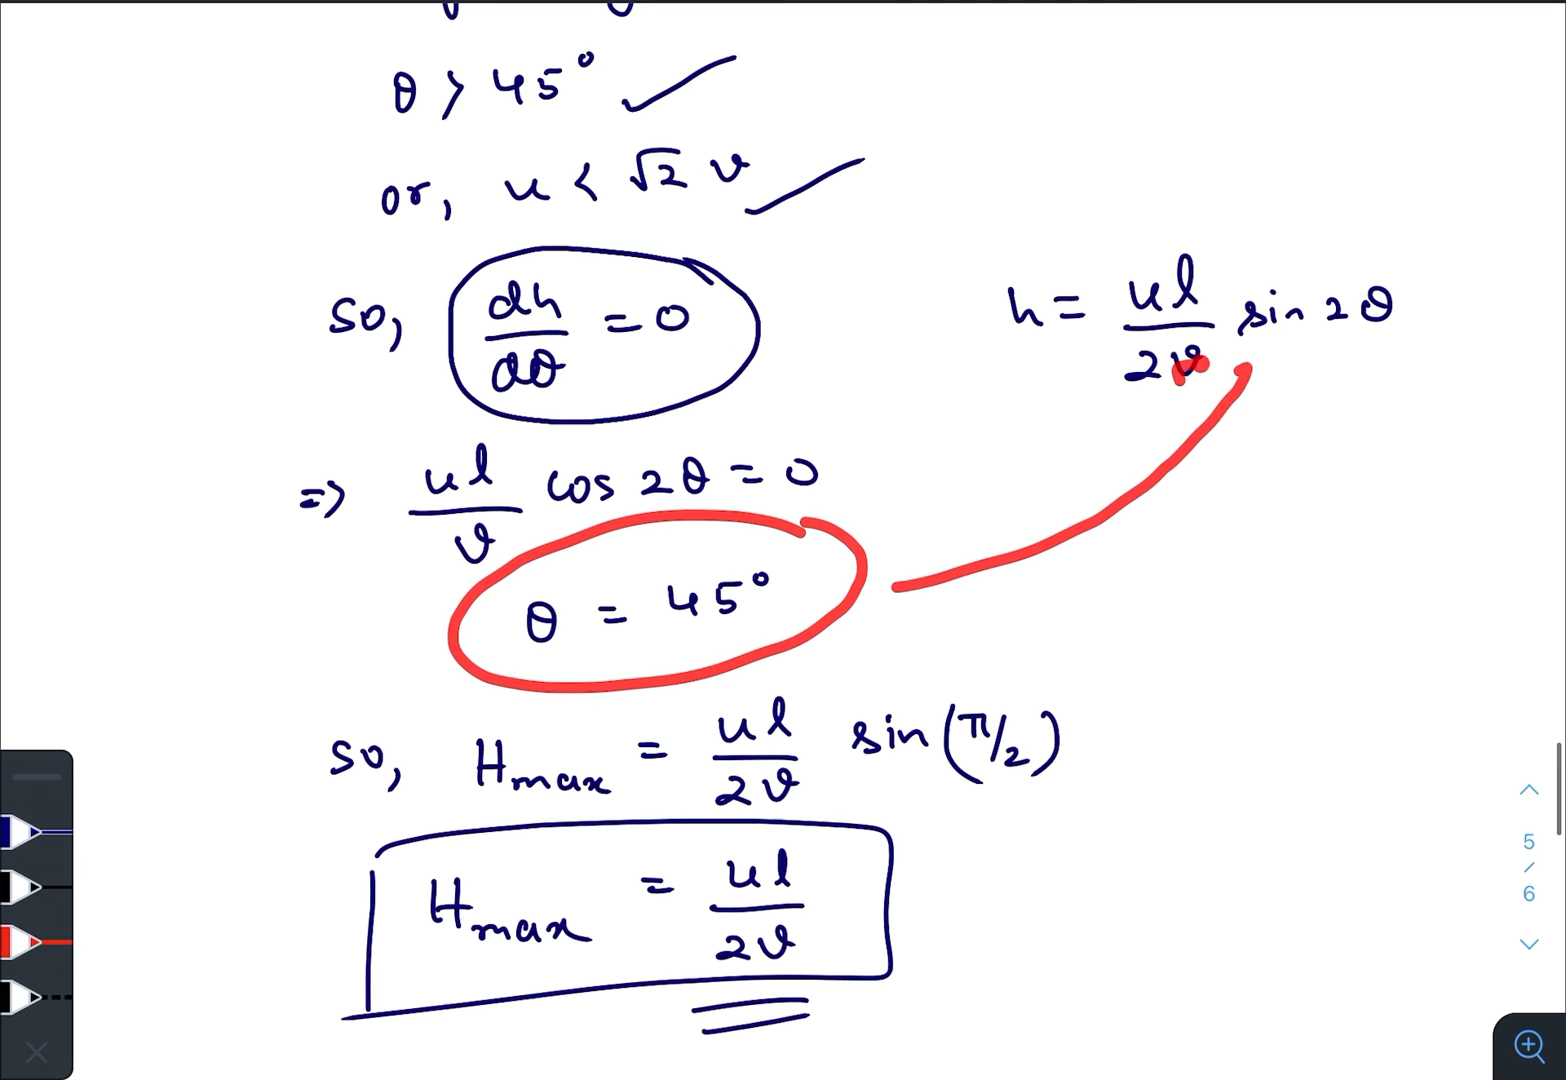 θ > 45°
or, u < √2 v
so, dh/dθ = 0
h = ul/2v sin 2θ
=> ul/v cos 2θ = 0
θ = 45°
so, Hmax = ul/2v sin(π/2)
Hmax = ul/2v
5
/
6